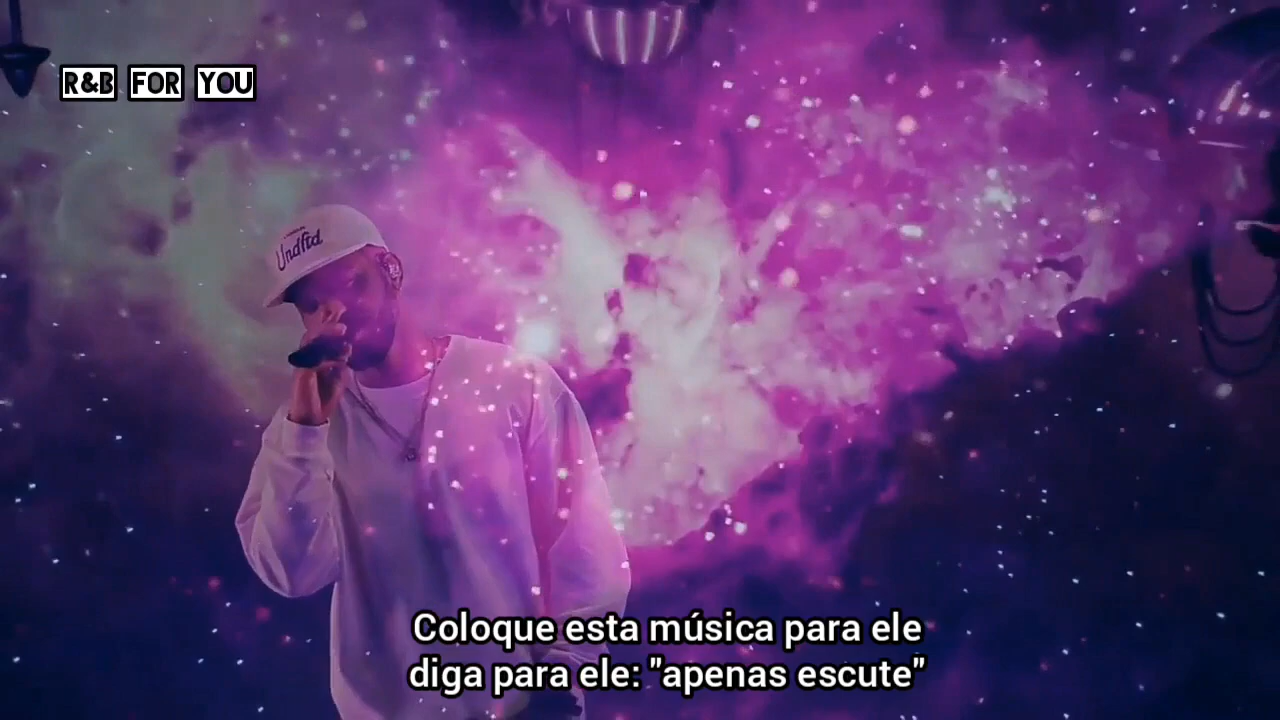 R&B FOR YOU
Undftd
Coloque esta música para ele
diga para ele: "apenas escute"